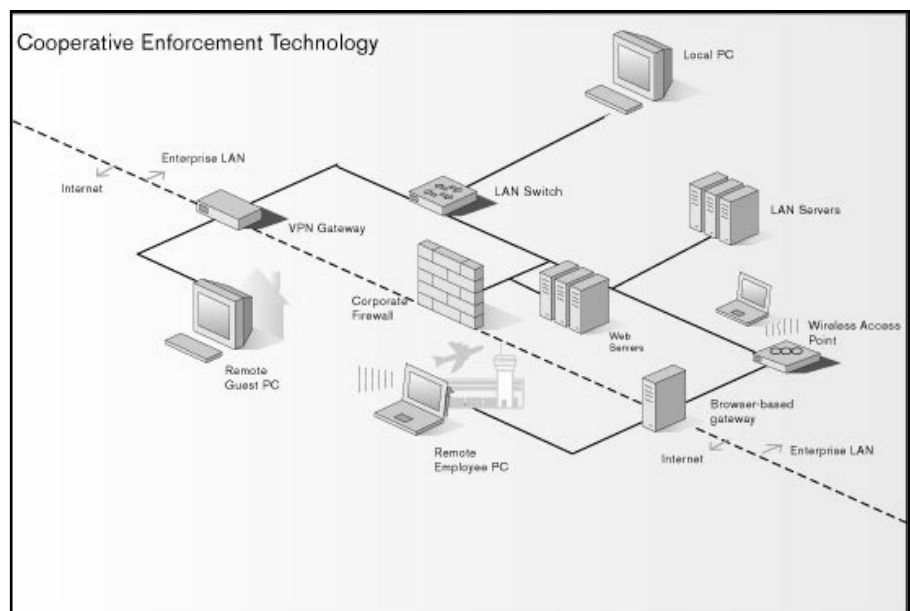 Cooperative Enforcement Technology
Local PC
Enterprise LAN
Internet
LAN Switch
LAN Servers
VPN Gateway
Corporate
Firewall
Web
Servers
Wireless Access
Point
Remote
Guest PC
Browser-based
gateway
Remote
Employee PC
Internet
Enterprise LAN